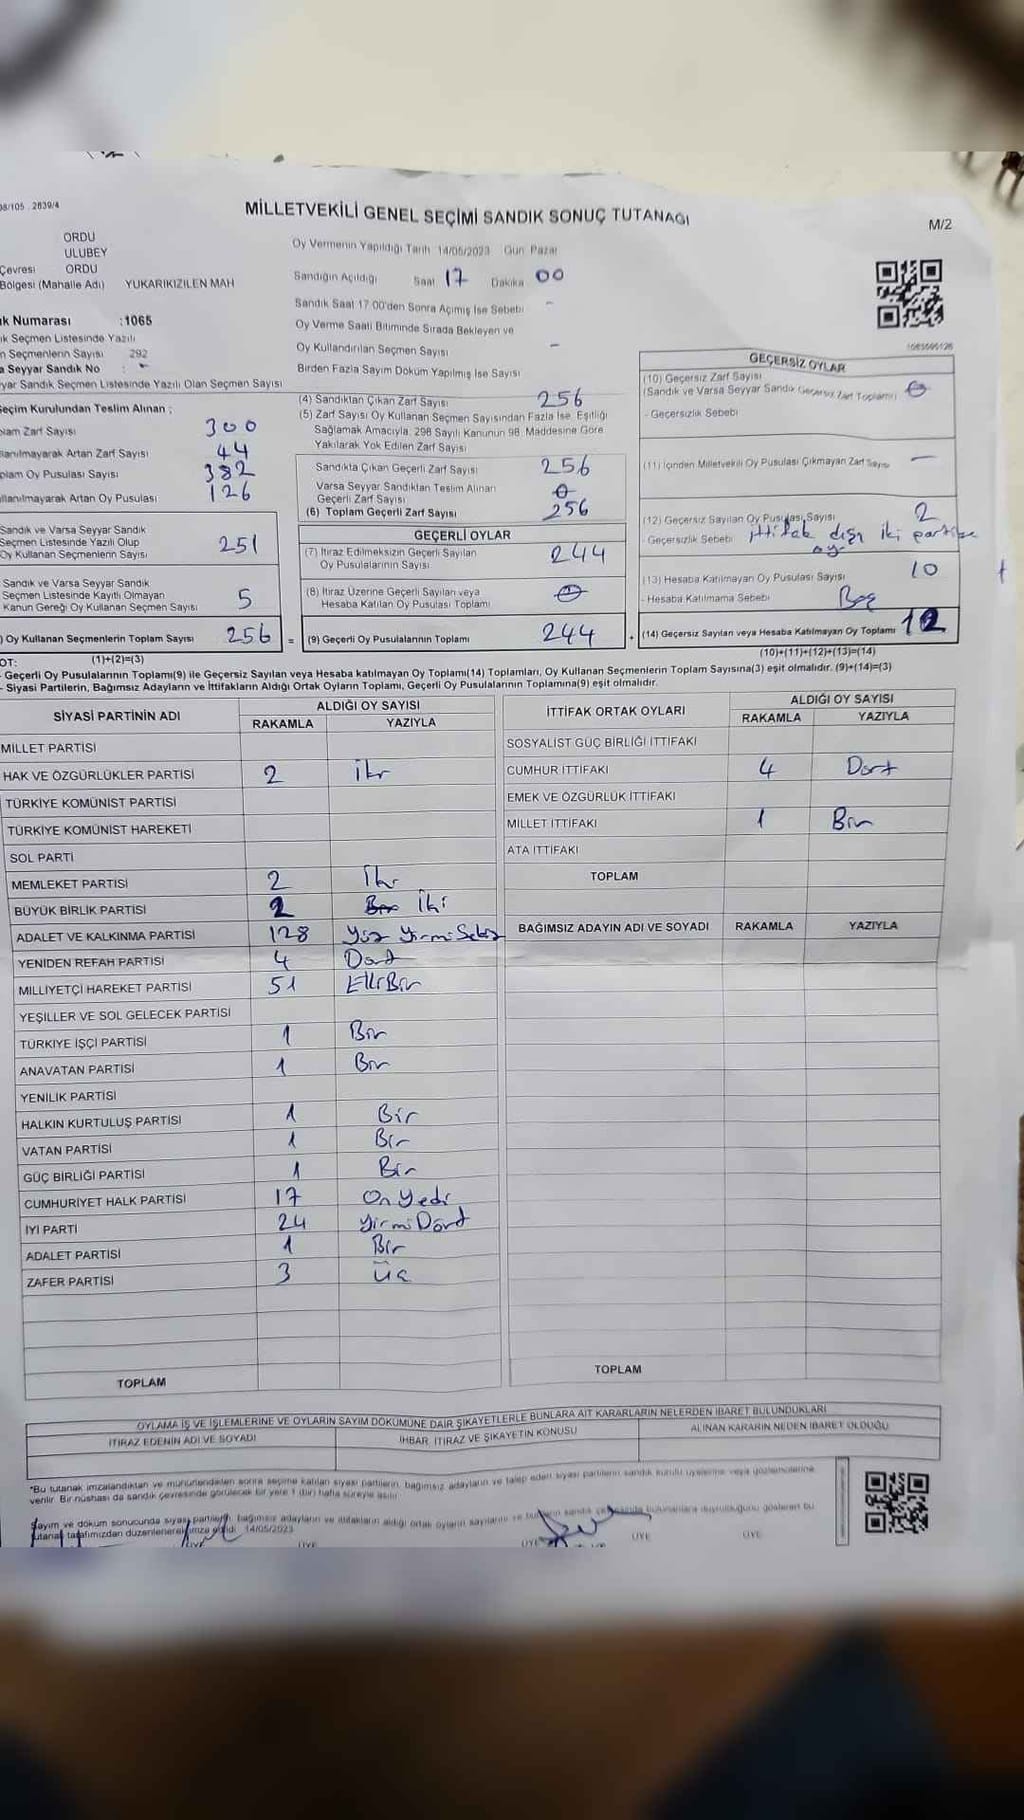 08/105 . 2839/4
MİLLETVEKİLİ GENEL SEÇİMİ SANDIK SONUÇ TUTANAĞI
M/2
ORDU
ULUBEY
Çevresi ORDU
Bölgesi (Mahalle Adı) YUKARIKIZILEN MAH
k Numarası :1065
ık Seçmen Listesinde Yazılı
n Seçmenlerin Sayısı 292
a Seyyar Sandık No : -
yar Sandık Seçmen Listesinde Yazılı Olan Seçmen Sayısı
eçim Kurulundan Teslim Alınan ;
lam Zarf Sayısı 300
lanılmayarak Artan Zarf Sayısı 44
plam Oy Pusulası Sayısı 382
llanılmayarak Artan Oy Pusulası 126
Oy Vermenin Yapıldığı Tarih 14/05/2023 Gün Pazar
Sandığın Açıldığı Saat 17 Dakika 00
Sandık Saat 17:00'den Sonra Açılmış İse Sebebi -
Oy Verme Saati Bitiminde Sırada Bekleyen ve
Oy Kullandırılan Seçmen Sayısı -
Birden Fazla Sayım Döküm Yapılmış İse Sayısı
(4) Sandıktan Çıkan Zarf Sayısı 256
(5) Zarf Sayısı Oy Kullanan Seçmen Sayısından Fazla İse, Eşitliği
Sağlamak Amacıyla, 298 Sayılı Kanunun 98. Maddesine Göre
Yakılarak Yok Edilen Zarf Sayısı
Sandıkta Çıkan Geçerli Zarf Sayısı 256
Varsa Seyyar Sandıktan Teslim Alınan
Geçerli Zarf Sayısı 0
(6) Toplam Geçerli Zarf Sayısı 256
GEÇERSİZ OYLAR
(10) Geçersiz Zarf Sayısı
(Sandık ve Varsa Seyyar Sandık Geçersiz Zarf Toplamı) 0
- Geçersizlik Sebebi
(11) İçinden Milletvekili Oy Pusulası Çıkmayan Zarf Sayısı -
(12) Geçersiz Sayılan Oy Pusulası Sayısı 2
- Geçersizlik Sebebi ittifak dışı iki partiye
oy
(13) Hesaba Katılmayan Oy Pusulası Sayısı 10
- Hesaba Katılmama Sebebi Boş
(14) Geçersiz Sayılan veya Hesaba Katılmayan Oy Toplamı 12
(10)+(11)+(12)+(13)=(14)
Sandık ve Varsa Seyyar Sandık
Seçmen Listesinde Yazılı Olup
Oy Kullanan Seçmenlerin Sayısı 251
Sandık ve Varsa Seyyar Sandık
Seçmen Listesinde Kayıtlı Olmayan
Kanun Gereği Oy Kullanan Seçmen Sayısı 5
) Oy Kullanan Seçmenlerin Toplam Sayısı 256 =
(1)+(2)=(3)
GEÇERLİ OYLAR
(7) İtiraz Edilmeksizin Geçerli Sayılan
Oy Pusulalarının Sayısı 244
(8) İtiraz Üzerine Geçerli Sayılan veya
Hesaba Katılan Oy Pusulası Toplamı 0
(9) Geçerli Oy Pusulalarının Toplamı 244 +
OT:
- Geçerli Oy Pusulalarının Toplamı(9) ile Geçersiz Sayılan veya Hesaba katılmayan Oy Toplamı(14) Toplamları, Oy Kullanan Seçmenlerin Toplam Sayısına(3) eşit olmalıdır. (9)+(14)=(3)
- Siyasi Partilerin, Bağımsız Adayların ve İttifakların Aldığı Ortak Oyların Toplamı, Geçerli Oy Pusulalarının Toplamına(9) eşit olmalıdır.
SİYASİ PARTİNİN ADI ALDIĞI OY SAYISI
RAKAMLA YAZIYLA
MİLLET PARTİSİ
HAK VE ÖZGÜRLÜKLER PARTİSİ 2 İki
TÜRKİYE KOMÜNİST PARTİSİ
TÜRKİYE KOMÜNİST HAREKETİ
SOL PARTİ
MEMLEKET PARTİSİ 2 İki
BÜYÜK BİRLİK PARTİSİ 2 Bir İki
ADALET VE KALKINMA PARTİSİ 128 Yüz Yirmi Sekiz
YENİDEN REFAH PARTİSİ 4 Dört
MİLLİYETÇİ HAREKET PARTİSİ 51 Elli Bir
YEŞİLLER VE SOL GELECEK PARTİSİ
TÜRKİYE İŞÇİ PARTİSİ 1 Bir
ANAVATAN PARTİSİ 1 Bir
YENİLİK PARTİSİ
HALKIN KURTULUŞ PARTİSİ 1 Bir
VATAN PARTİSİ 1 Bir
GÜÇ BİRLİĞİ PARTİSİ 1 Bir
CUMHURİYET HALK PARTİSİ 17 On Yedi
İYİ PARTİ 24 Yirmi Dört
ADALET PARTİSİ 1 Bir
ZAFER PARTİSİ 3 Üç
TOPLAM
İTTİFAK ORTAK OYLARI ALDIĞI OY SAYISI
RAKAMLA YAZIYLA
SOSYALİST GÜÇ BİRLİĞİ İTTİFAKI
CUMHUR İTTİFAKI 4 Dört
EMEK VE ÖZGÜRLÜK İTTİFAKI
MİLLET İTTİFAKI 1 Bir
ATA İTTİFAKI
TOPLAM
BAĞIMSIZ ADAYIN ADI VE SOYADI RAKAMLA YAZIYLA
TOPLAM
OYLAMA İŞ VE İŞLEMLERİNE VE OYLARIN SAYIM DÖKÜMÜNE DAİR ŞİKAYETLERLE BUNLARA AİT KARARLARIN NELERDEN İBARET BULUNDUKLARI
İTİRAZ EDENİN ADI VE SOYADI İHBAR, İTİRAZ VE ŞİKAYETİN KONUSU ALINAN KARARIN NEDEN İBARET OLDUĞU
*Bu tutanak imzalandıktan ve mühürlendikten sonra seçime katılan siyasi partilerin, bağımsız adayların ve talep eden siyasi partilerin sandık kurulu üyelerine veya gözlemcilerine
verilir. Bir nüshası da sandık çevresinde görülecek bir yere 1 (bir) hafta süreyle asılır.
Sayım ve döküm sonucunda siyasi partilerin, bağımsız adayların ve ittifakların aldığı ortak oyların sayılarını ve
tutanak tarafımızdan düzenlenerek imza edildi. 14/05/2023
ÜYE ÜYE ÜYE ÜYE ÜYE